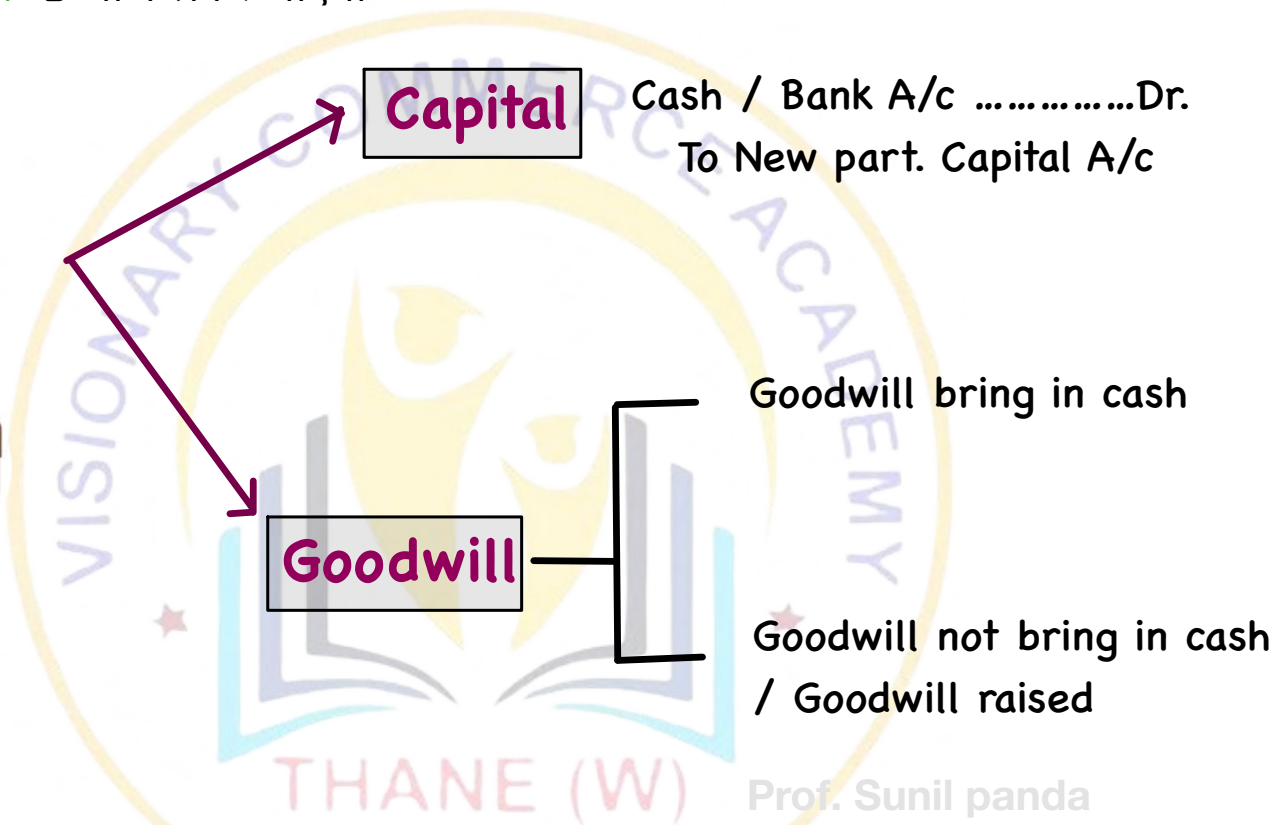 Capital
Cash / Bank A/c ...............Dr.
To New part. Capital A/c
Goodwill bring in cash
Goodwill
Goodwill not bring in cash
/ Goodwill raised
VISIONARY COMMERCE ACADEMY
THANE (W)
Prof. Sunil panda